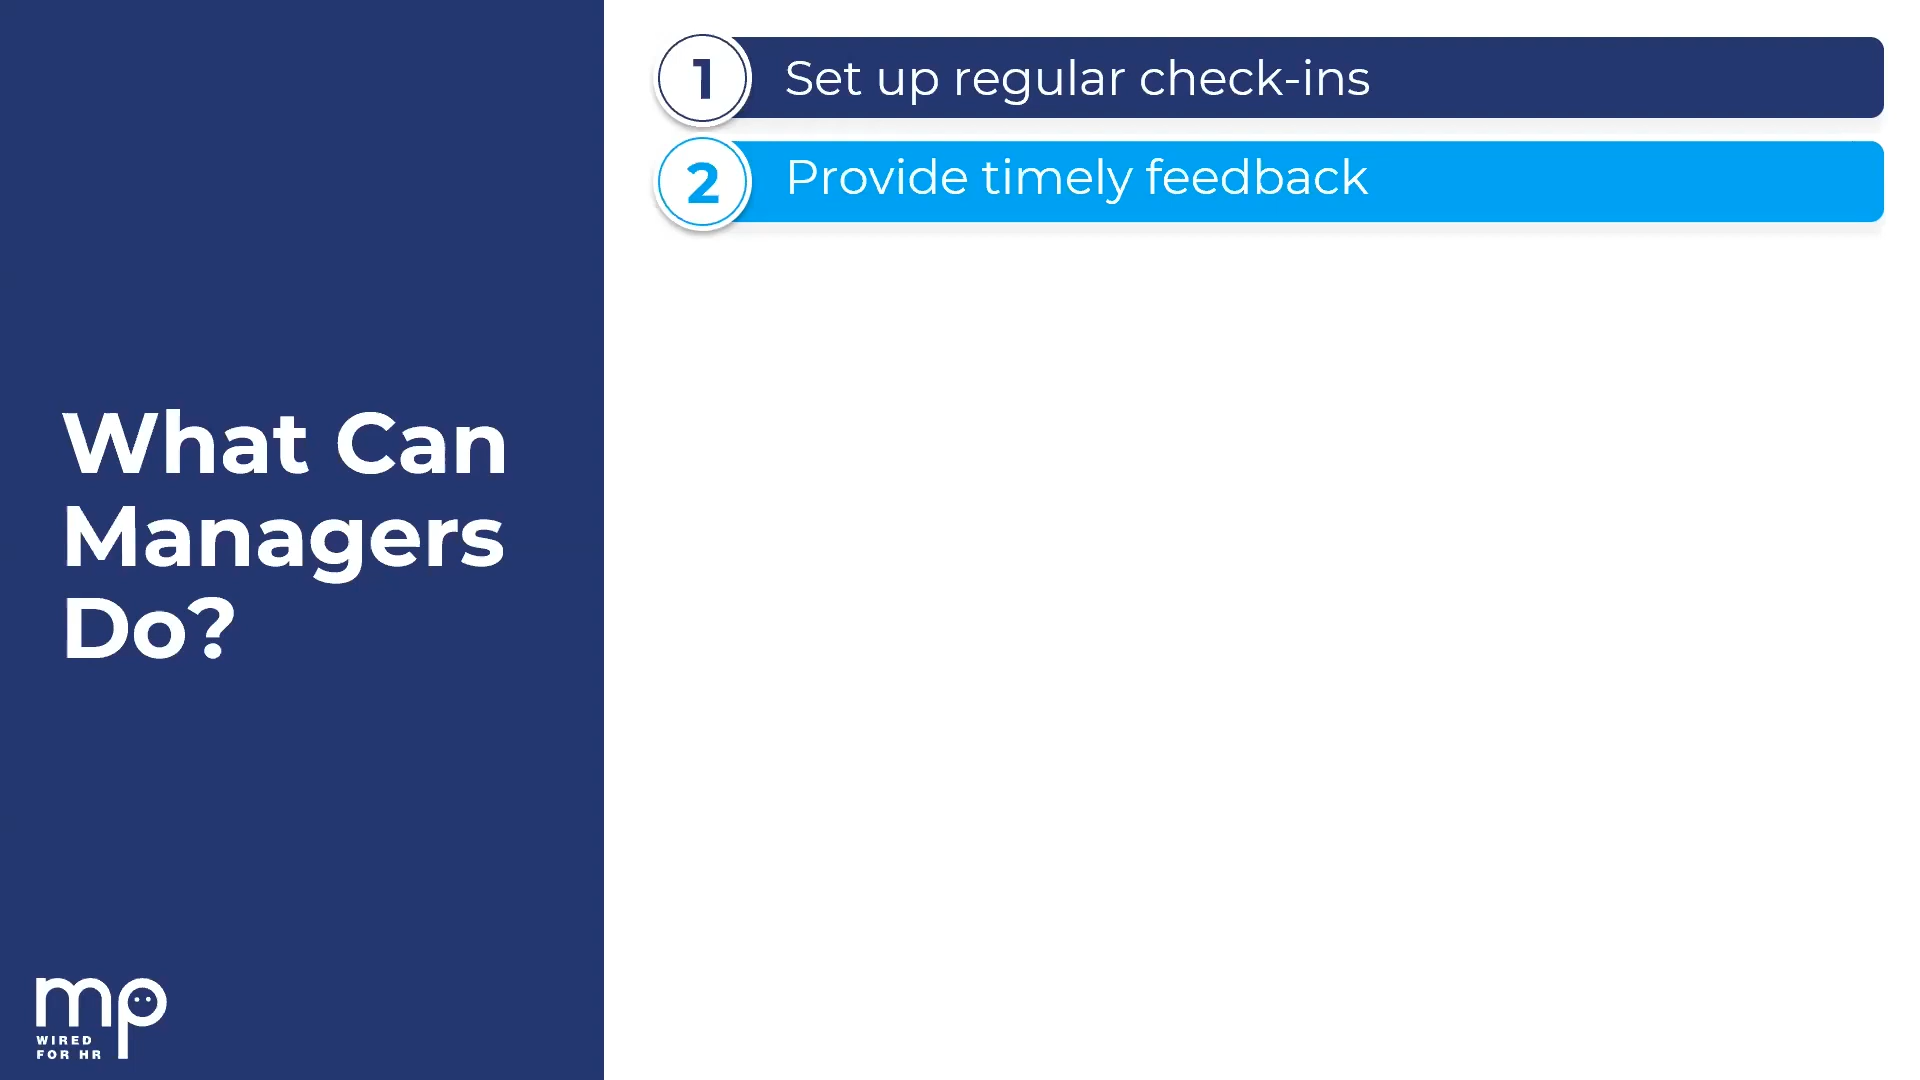 What Can
Managers
Do?
1 Set up regular check-ins
2 Provide timely feedback
mp
WIRED
FOR HR